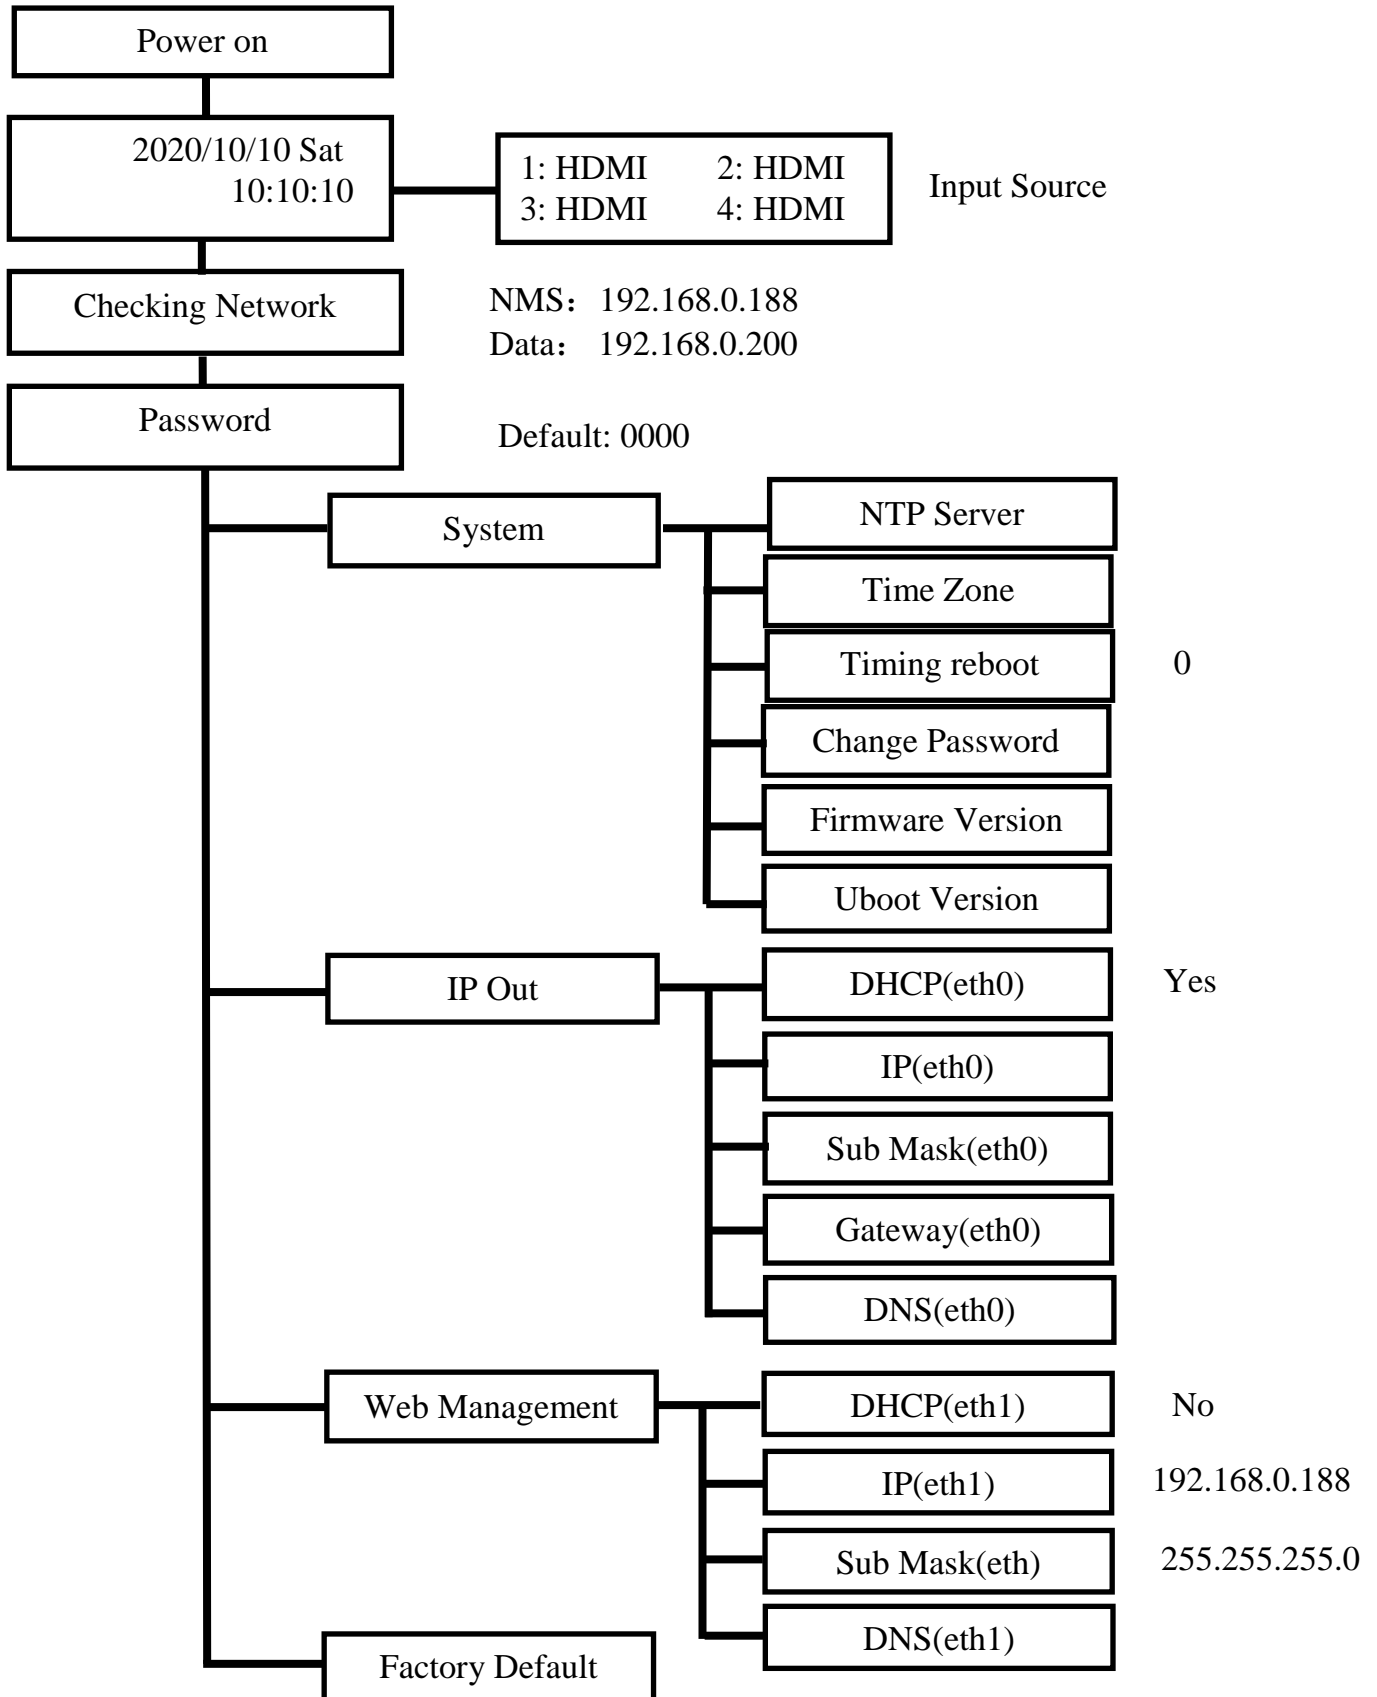 Power on
2020/10/10 Sat
10:10:10
1: HDMI 2: HDMI
3: HDMI 4: HDMI
Input Source
Checking Network
NMS：192.168.0.188
Data： 192.168.0.200
Password
Default: 0000
System
NTP Server
Time Zone
Timing reboot 0
Change Password
Firmware Version
Uboot Version
IP Out
DHCP(eth0) Yes
IP(eth0)
Sub Mask(eth0)
Gateway(eth0)
DNS(eth0)
Web Management
DHCP(eth1) No
IP(eth1) 192.168.0.188
Sub Mask(eth) 255.255.255.0
DNS(eth1)
Factory Default